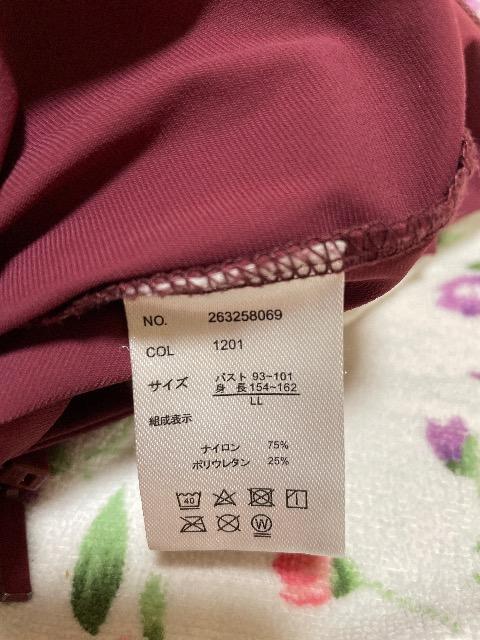 NO. 263258069
COL 1201
サイズ バスト 93~101
身 長 154~162
LL
組成表示
ナイロン 75%
ポリウレタン 25%
40
W